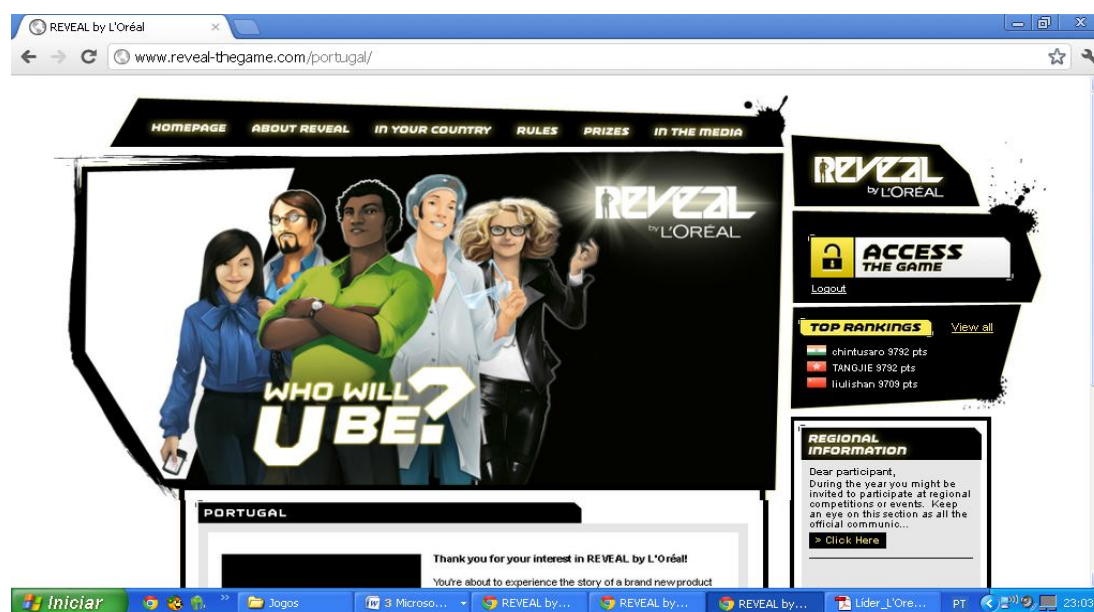 REVEAL by L'Oréal
www.reveal-thegame.com/portugal/
HOMEPAGE ABOUT REVEAL IN YOUR COUNTRY RULES PRIZES IN THE MEDIA
REVEAL
by L'ORÉAL
WHO WILL
U BE?
REVEAL
by L'ORÉAL
ACCESS
THE GAME
Logout
TOP RANKINGS View all
chintusaro 9792 pts
TANGJIE 9792 pts
liulishan 9709 pts
REGIONAL
INFORMATION
Dear participant,
During the year you might be
invited to participate at regional
competitions or events. Keep
an eye on this section as all the
official communic...
> Click Here
PORTUGAL
Thank you for your interest in REVEAL by L'Oréal!
You're about to experience the story of a brand new product
Iniciar Jogos 3 Microso... REVEAL by... REVEAL by... REVEAL by... Líder_L'Ore... PT 23:03